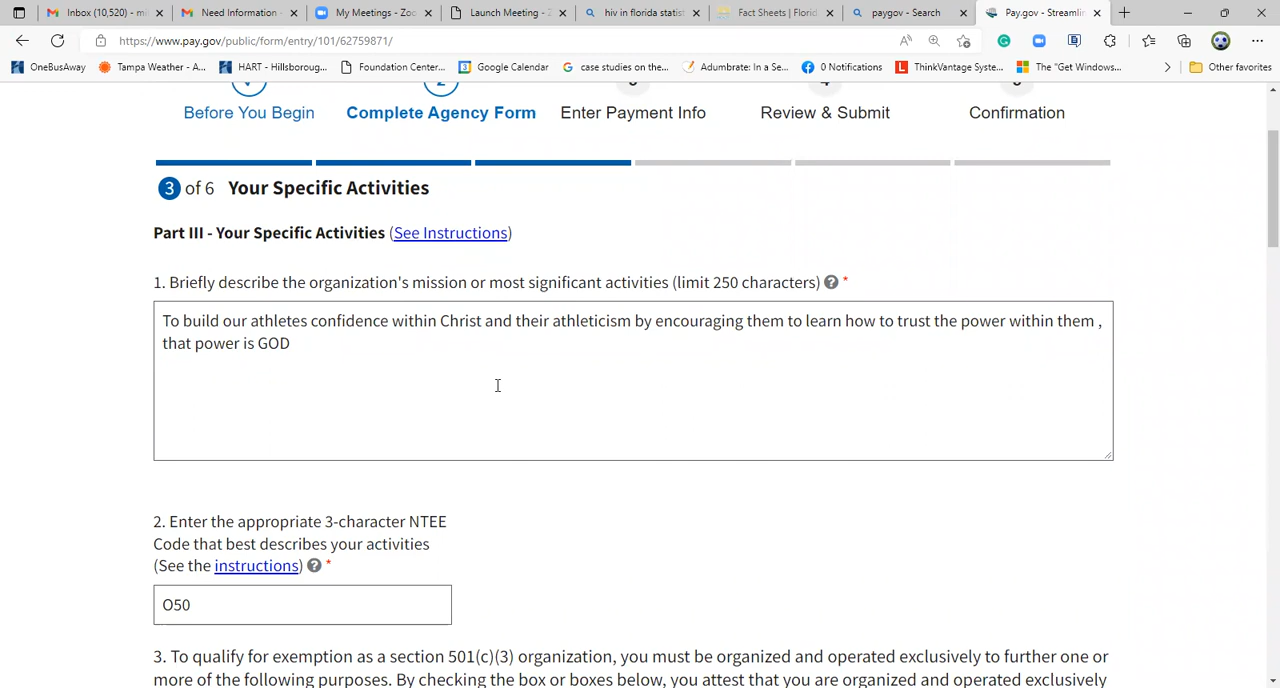 Inbox (10,520) - mi
Need Information -
My Meetings - Zoo
Launch Meeting - Z
hiv in florida statist
Fact Sheets | Florid
paygov - Search
Pay.gov - Streamlin
https://www.pay.gov/public/form/entry/101/62759871/
OneBusAway
Tampa Weather - A...
HART - Hillsboroug...
Foundation Center...
Google Calendar
case studies on the...
Adumbrate: In a Se...
0 Notifications
ThinkVantage Syste...
The "Get Windows...
Other favorites
Before You Begin
Complete Agency Form
Enter Payment Info
Review & Submit
Confirmation
3 of 6 Your Specific Activities
Part III - Your Specific Activities (See Instructions)
1. Briefly describe the organization's mission or most significant activities (limit 250 characters) ? *
To build our athletes confidence within Christ and their athleticism by encouraging them to learn how to trust the power within them ,
that power is GOD
2. Enter the appropriate 3-character NTEE
Code that best describes your activities
(See the instructions) ? *
O50
3. To qualify for exemption as a section 501(c)(3) organization, you must be organized and operated exclusively to further one or
more of the following purposes. By checking the box or boxes below, you attest that you are organized and operated exclusively